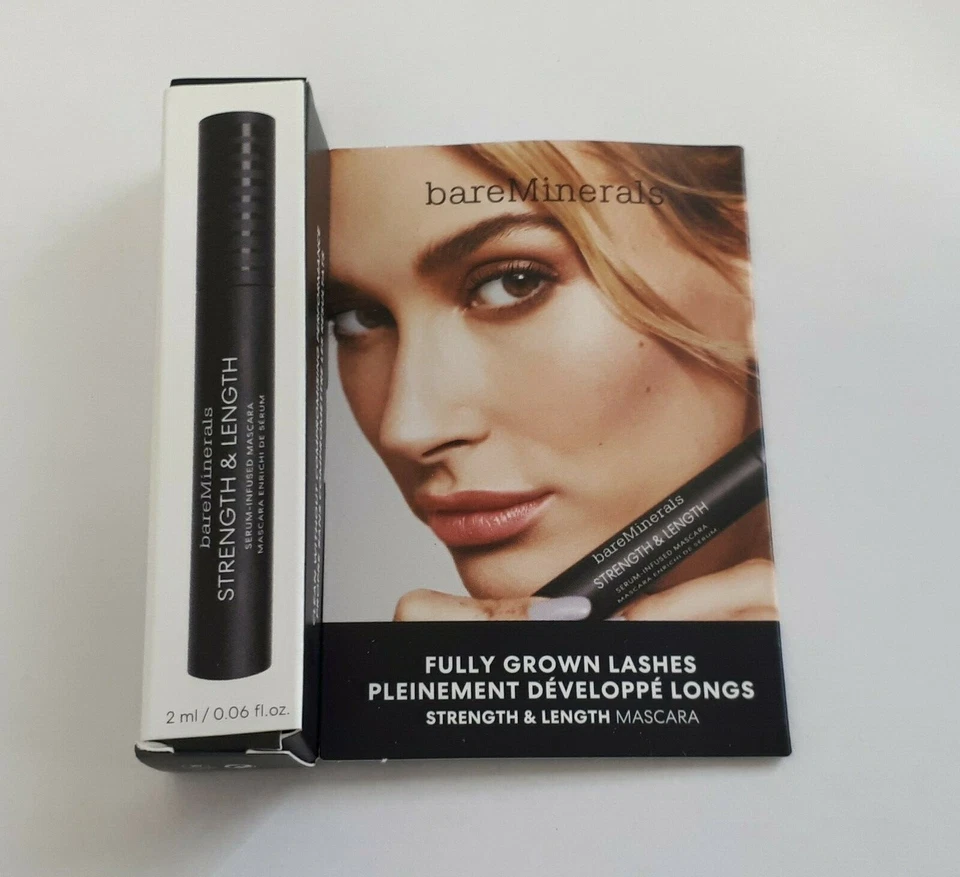 bareMinerals
STRENGTH & LENGTH
SERUM-INFUSED MASCARA
MASCARA ENRICHI DE SÉRUM
2 ml / 0.06 fl.oz.
bareMinerals
bareMinerals
STRENGTH & LENGTH
SERUM-INFUSED MASCARA
MASCARA ENRICHI DE SÉRUM
FULLY GROWN LASHES
PLEINEMENT DÉVELOPPÉ LONGS
STRENGTH & LENGTH MASCARA